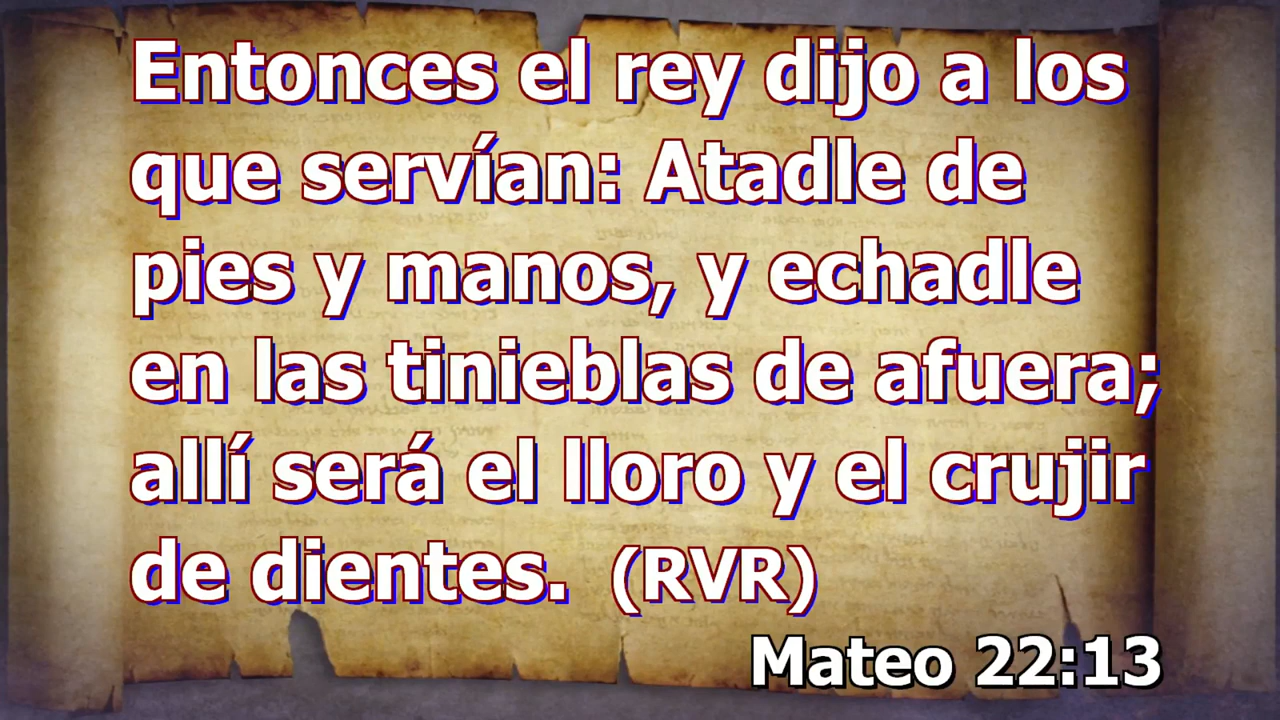 Entonces el rey dijo a los
que servían: Atadle de
pies y manos, y echadle
en las tinieblas de afuera;
allí será el lloro y el crujir
de dientes. (RVR)
Mateo 22:13